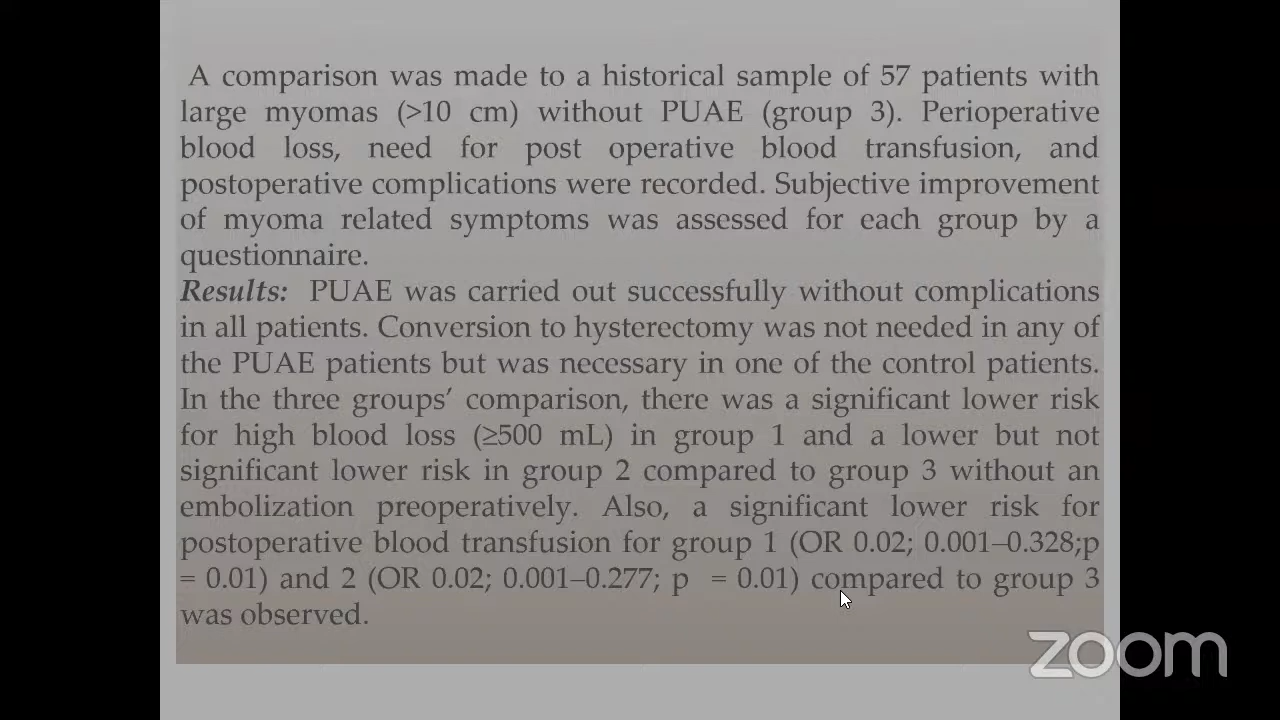 A comparison was made to a historical sample of 57 patients with
large myomas (>10 cm) without PUAE (group 3). Perioperative
blood loss, need for post operative blood transfusion, and
postoperative complications were recorded. Subjective improvement
of myoma related symptoms was assessed for each group by a
questionnaire.
Results: PUAE was carried out successfully without complications
in all patients. Conversion to hysterectomy was not needed in any of
the PUAE patients but was necessary in one of the control patients.
In the three groups' comparison, there was a significant lower risk
for high blood loss (≥500 mL) in group 1 and a lower but not
significant lower risk in group 2 compared to group 3 without an
embolization preoperatively. Also, a significant lower risk for
postoperative blood transfusion for group 1 (OR 0.02; 0.001–0.328;p
= 0.01) and 2 (OR 0.02; 0.001–0.277; p = 0.01) compared to group 3
was observed.
zoom